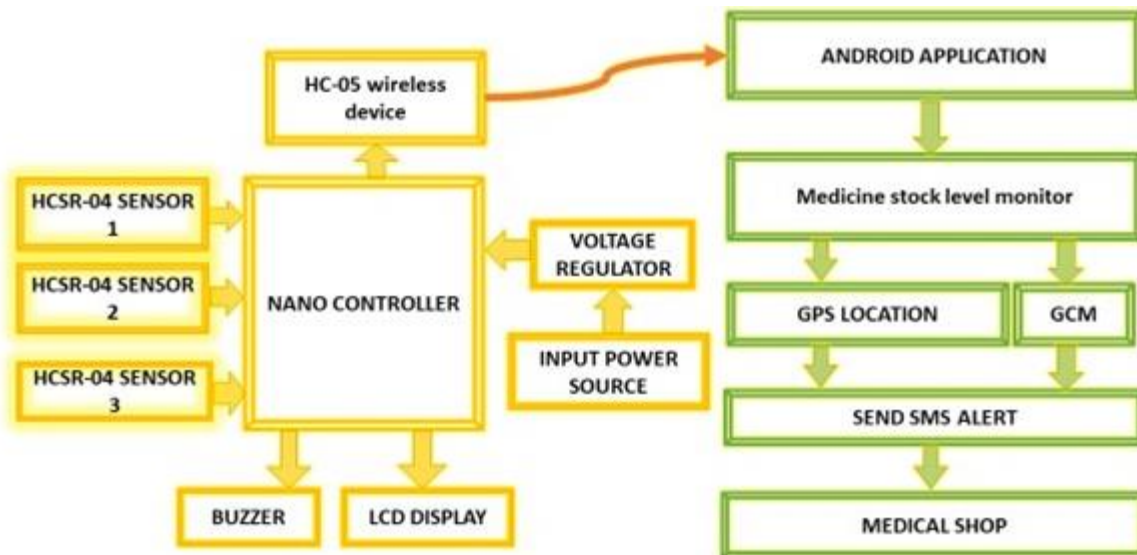 HC-05 wireless
device
ANDROID APPLICATION
HCSR-04 SENSOR
1
HCSR-04 SENSOR
2
HCSR-04 SENSOR
3
NANO CONTROLLER
VOLTAGE
REGULATOR
INPUT POWER
SOURCE
BUZZER
LCD DISPLAY
Medicine stock level monitor
GPS LOCATION
GCM
SEND SMS ALERT
MEDICAL SHOP